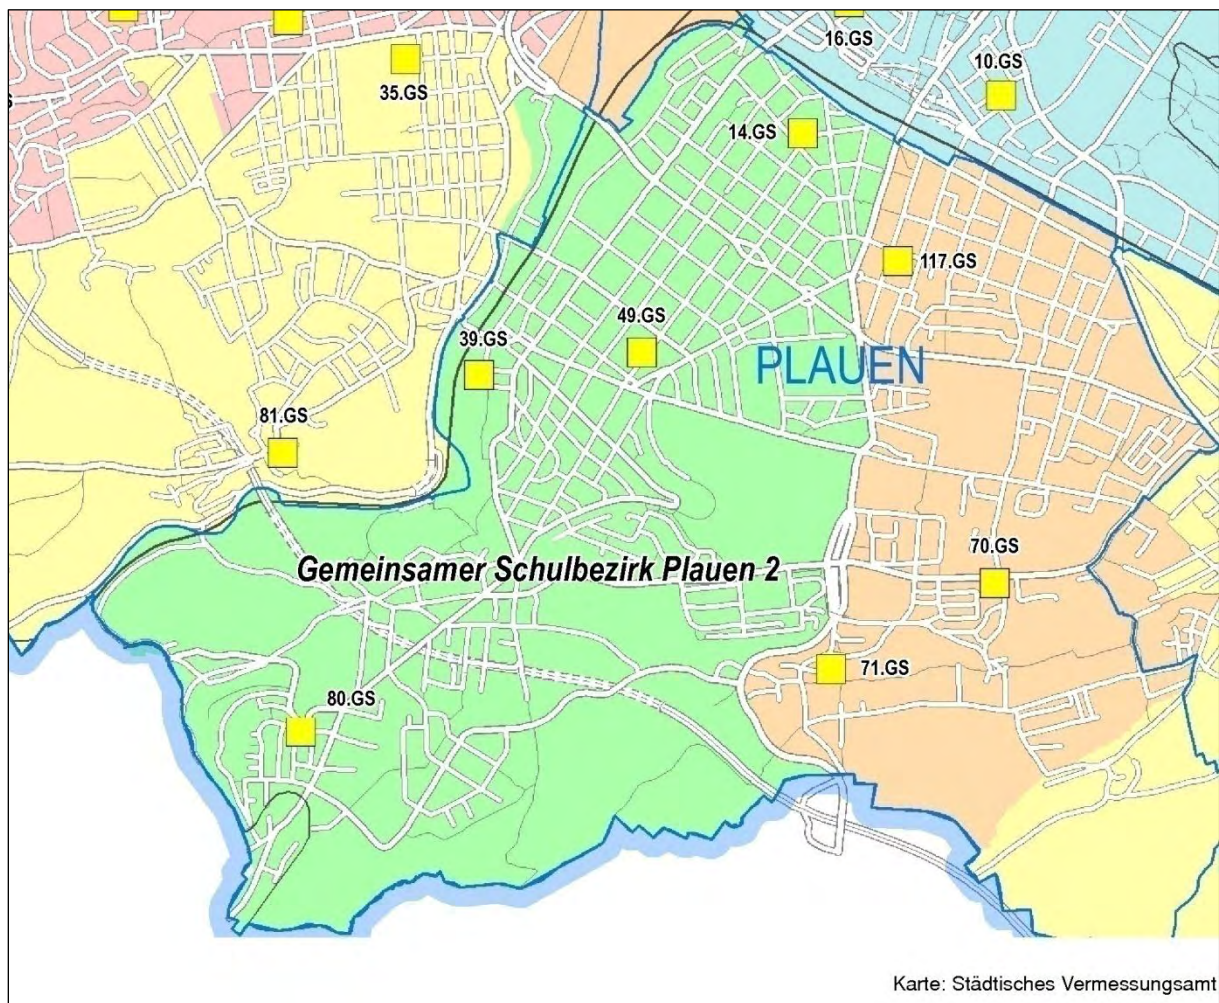 16.GS
10.GS
35.GS
14.GS
117.GS
49.GS
39.GS
PLAUEN
81.GS
70.GS
Gemeinsamer Schulbezirk Plauen 2
71.GS
80.GS
Karte: Städtisches Vermessungsamt